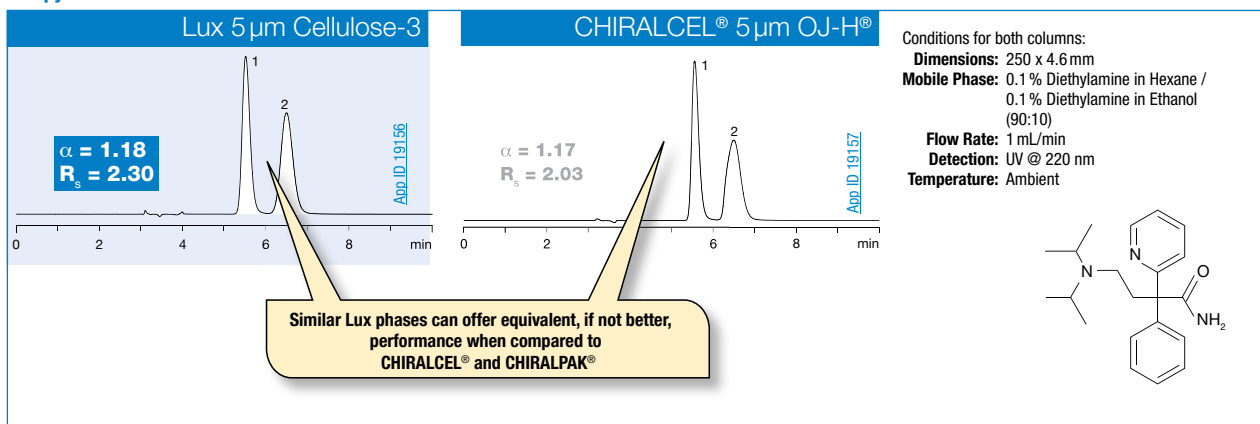 Lux 5 µm Cellulose-3
1
2
α = 1.18
Rs = 2.30
App ID 19156
0 2 4 6 8 min
CHIRALCEL® 5 µm OJ-H®
1
2
α = 1.17
Rs = 2.03
App ID 19157
0 2 6 8 min
Similar Lux phases can offer equivalent, if not better,
performance when compared to
CHIRALCEL® and CHIRALPAK®
Conditions for both columns:
Dimensions: 250 x 4.6 mm
Mobile Phase: 0.1 % Diethylamine in Hexane /
0.1 % Diethylamine in Ethanol
(90:10)
Flow Rate: 1 mL/min
Detection: UV @ 220 nm
Temperature: Ambient
N
N
O
NH2